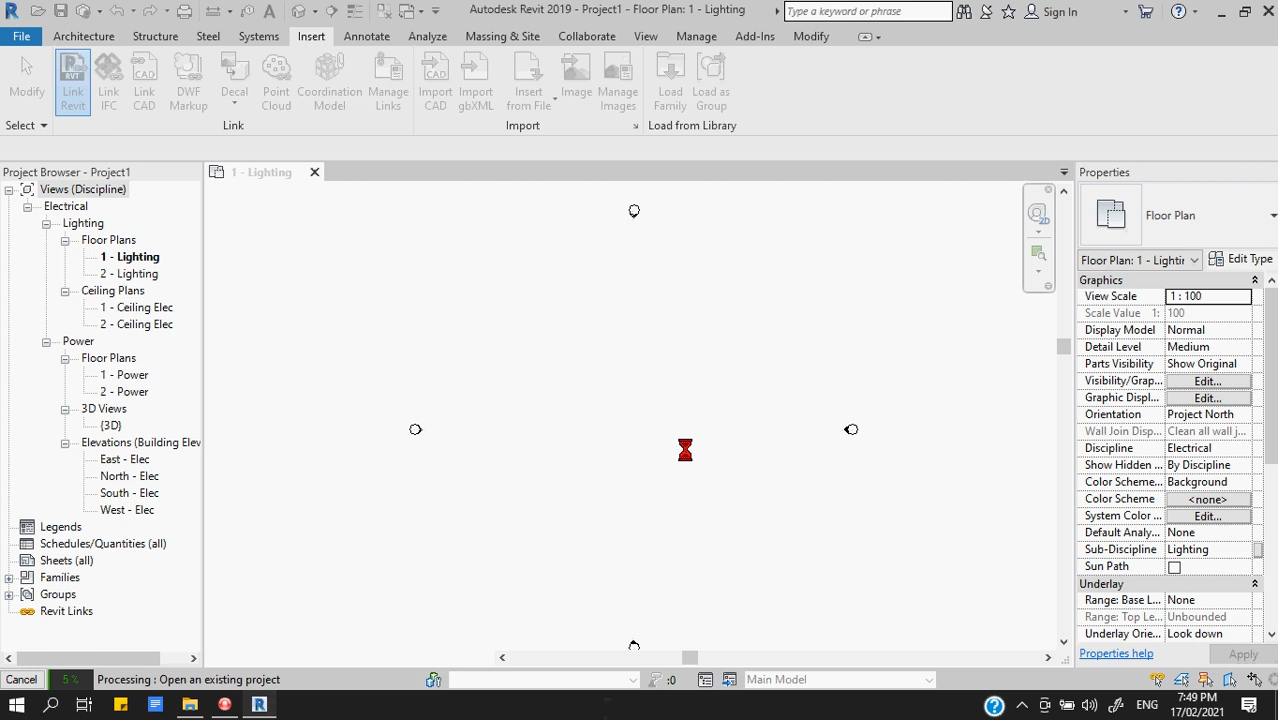 Autodesk Revit 2019 - Project1 - Floor Plan: 1 - Lighting
Type a keyword or phrase
Sign In
File Architecture Structure Steel Systems Insert Annotate Analyze Massing & Site Collaborate View Manage Add-Ins Modify
Modify
Link Revit
Link IFC
Link CAD
DWF Markup
Decal
Point Cloud
Coordination Model
Manage Links
Import CAD
Import gbXML
Insert from File
Image
Manage Images
Load Family
Load as Group
Select
Link
Import
Load from Library
Project Browser - Project1
Views (Discipline)
Electrical
Lighting
Floor Plans
1 - Lighting
2 - Lighting
Ceiling Plans
1 - Ceiling Elec
2 - Ceiling Elec
Power
Floor Plans
1 - Power
2 - Power
3D Views
{3D}
Elevations (Building Elev
East - Elec
North - Elec
South - Elec
West - Elec
Legends
Schedules/Quantities (all)
Sheets (all)
Families
Groups
Revit Links
1 - Lighting
2D
Properties
Floor Plan
Floor Plan: 1 - Lightin
Edit Type
Graphics
View Scale 1 : 100
Scale Value 1: 100
Display Model Normal
Detail Level Medium
Parts Visibility Show Original
Visibility/Grap... Edit...
Graphic Displ... Edit...
Orientation Project North
Wall Join Disp... Clean all wall j...
Discipline Electrical
Show Hidden ... By Discipline
Color Scheme... Background
Color Scheme <none>
System Color ... Edit...
Default Analy... None
Sub-Discipline Lighting
Sun Path
Underlay
Range: Base L... None
Range: Top Le... Unbounded
Underlay Orie... Look down
Properties help
Apply
Cancel
5 %
Processing : Open an existing project
:0
Main Model
ENG
7:49 PM
17/02/2021